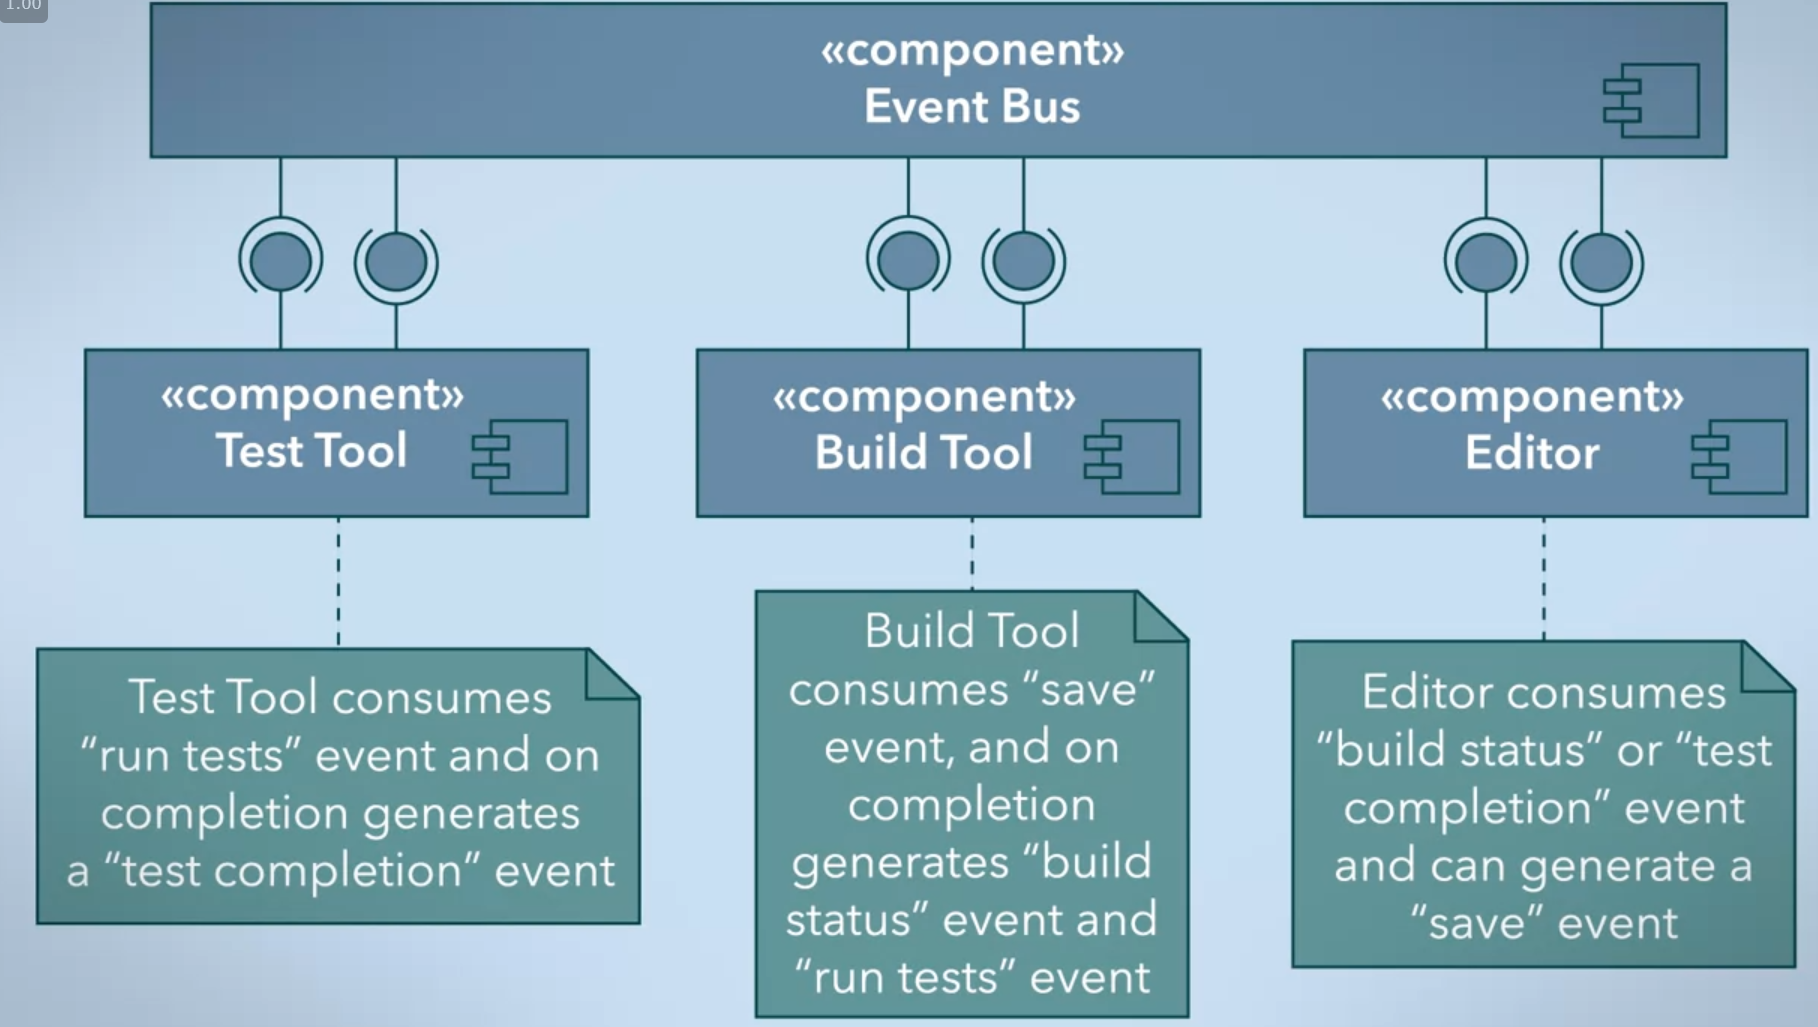 1.00
«component»
Event Bus
«component»
Test Tool
«component»
Build Tool
«component»
Editor
Test Tool consumes
“run tests” event and on
completion generates
a “test completion” event
Build Tool
consumes “save”
event, and on
completion
generates “build
status” event and
“run tests” event
Editor consumes
“build status” or “test
completion” event
and can generate a
“save” event